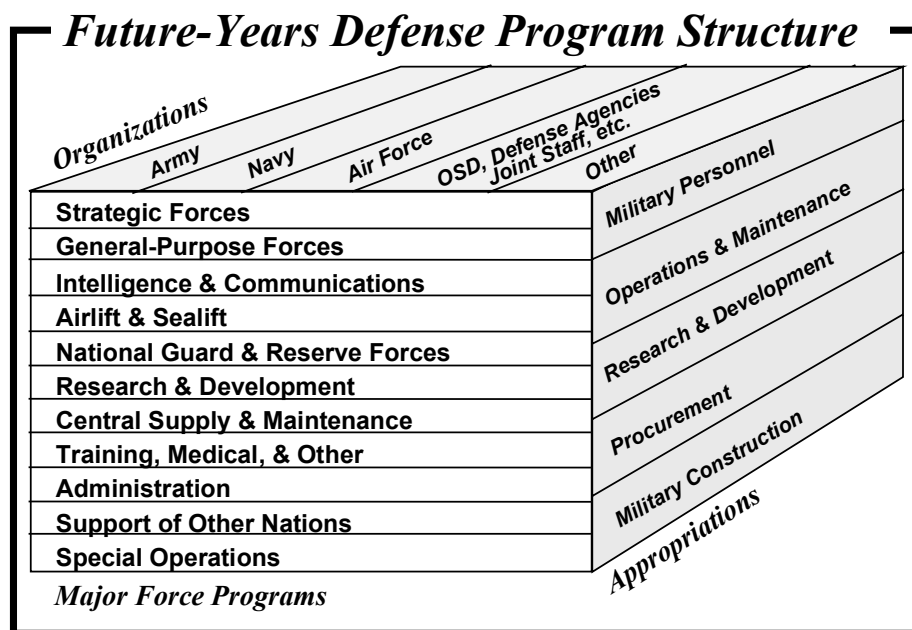 Future-Years Defense Program Structure
Organizations
Army
Navy
Air Force
OSD, Defense Agencies
Joint Staff, etc.
Other
Strategic Forces
General-Purpose Forces
Intelligence & Communications
Airlift & Sealift
National Guard & Reserve Forces
Research & Development
Central Supply & Maintenance
Training, Medical, & Other
Administration
Support of Other Nations
Special Operations
Major Force Programs
Military Personnel
Operations & Maintenance
Research & Development
Procurement
Military Construction
Appropriations